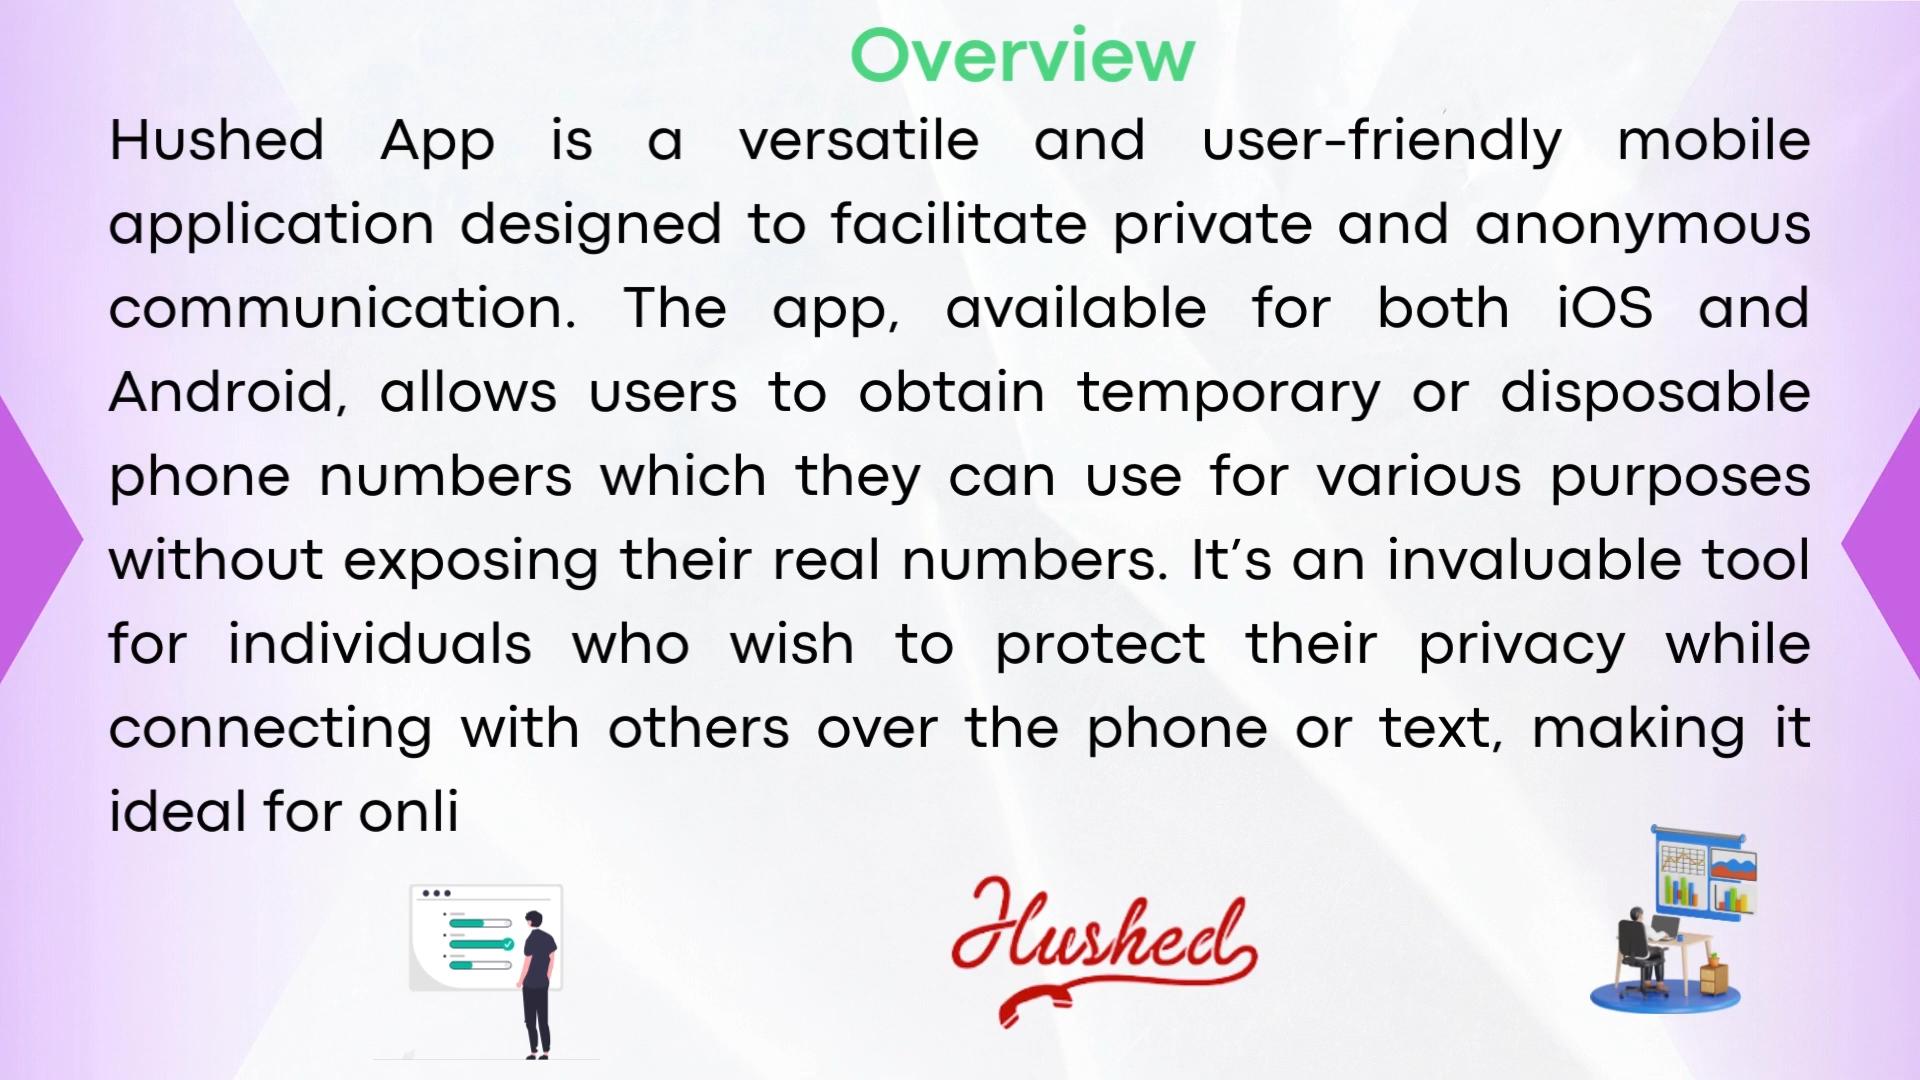 Overview
Hushed App is a versatile and user-friendly mobile
application designed to facilitate private and anonymous
communication. The app, available for both iOS and
Android, allows users to obtain temporary or disposable
phone numbers which they can use for various purposes
without exposing their real numbers. It’s an invaluable tool
for individuals who wish to protect their privacy while
connecting with others over the phone or text, making it
ideal for onli
Hushed